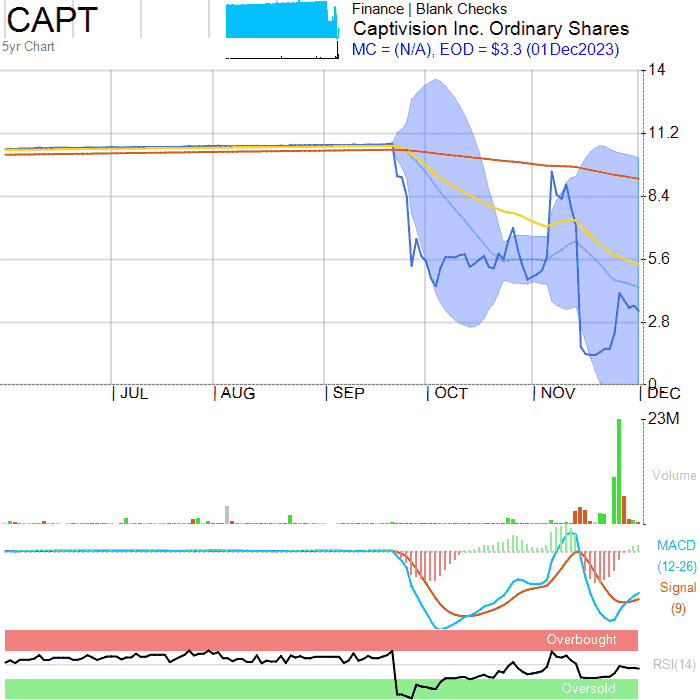 CAPT
5yr Chart
Finance | Blank Checks
Captivision Inc. Ordinary Shares
MC = (N/A), EOD = $3.3 (01Dec2023)
14
11.2
8.4
5.6
2.8
0
| JUL | AUG | SEP | OCT | NOV | DEC
23M
Volume
MACD
(12-26)
Signal
(9)
Overbought
RSI(14)
Oversold